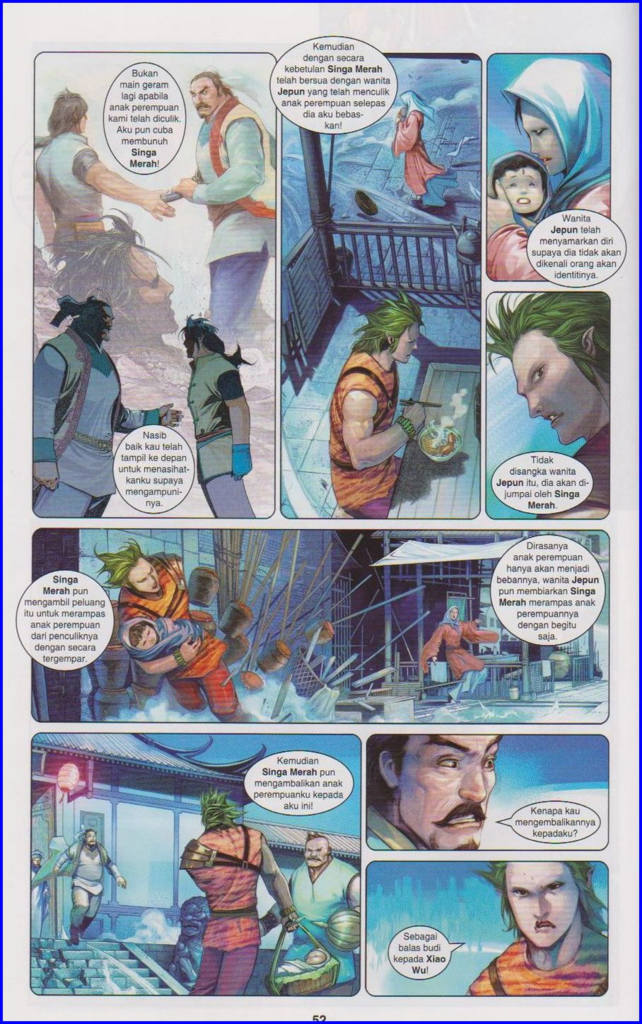 Bukan
main geram
lagi apabila
anak perempuan
kami telah diculik.
Aku pun cuba
membunuh
Singa
Merah!
Nasib
baik kau telah
tampil ke depan
untuk menasihat-
kanku supaya
mengampuni-
nya.
Kemudian
dengan secara
kebetulan Singa Merah
telah bersua dengan wanita
Jepun yang telah menculik
anak perempuan selepas
dia aku bebas-
kan!
Wanita
Jepun telah
menyamarkan diri
supaya dia tidak akan
dikenali orang akan
identitinya.
Tidak
disangka wanita
Jepun itu, dia akan di-
jumpai oleh Singa
Merah.
Singa
Merah pun
mengambil peluang
itu untuk merampas
anak perempuan
dari penculiknya
dengan secara
tergempar.
Dirasanya
anak perempuan
hanya akan menjadi
bebannya, wanita Jepun
pun membiarkan Singa
Merah merampas anak
perempuannya
dengan begitu
saja.
Kemudian
Singa Merah pun
mengambalikan anak
perempuanku kepada
aku ini!
Kenapa kau
mengembalikannya
kepadaku?
Sebagai
balas budi
kepada Xiao
Wu!
52